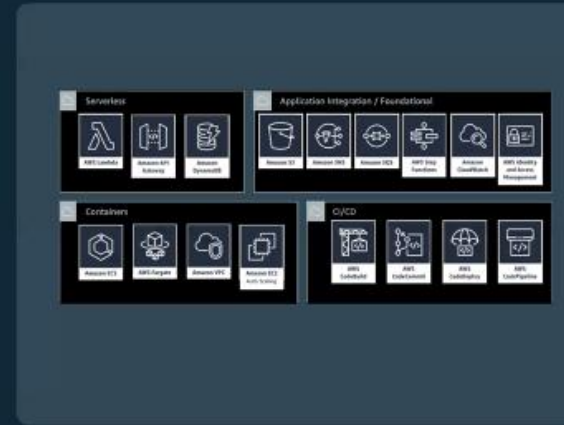 Serverless
AWS Lambda
Amazon API
Gateway
Amazon
DynamoDB
Application Integration / Foundational
Amazon S3
Amazon SNS
Amazon SQS
AWS Step
Functions
Amazon
CloudWatch
AWS Identity
and Access
Management
Containers
Amazon ECS
AWS Fargate
Amazon VPC
Amazon EC2
Auto Scaling
CI/CD
AWS
CodeBuild
AWS
CodeCommit
AWS
CodeDeploy
AWS
CodePipeline